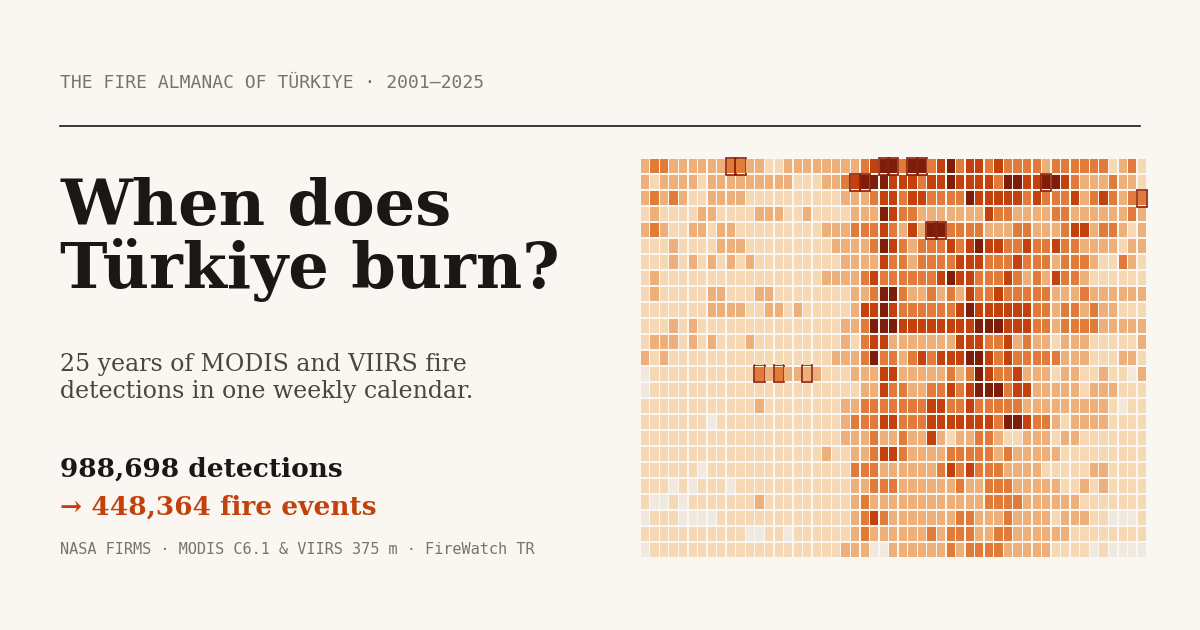 THE FIRE ALMANAC OF TÜRKIYE · 2001—2025
When does
Türkiye burn?
25 years of MODIS and VIIRS fire
detections in one weekly calendar.
988,698 detections
→ 448,364 fire events
NASA FIRMS · MODIS C6.1 & VIIRS 375 m · FireWatch TR